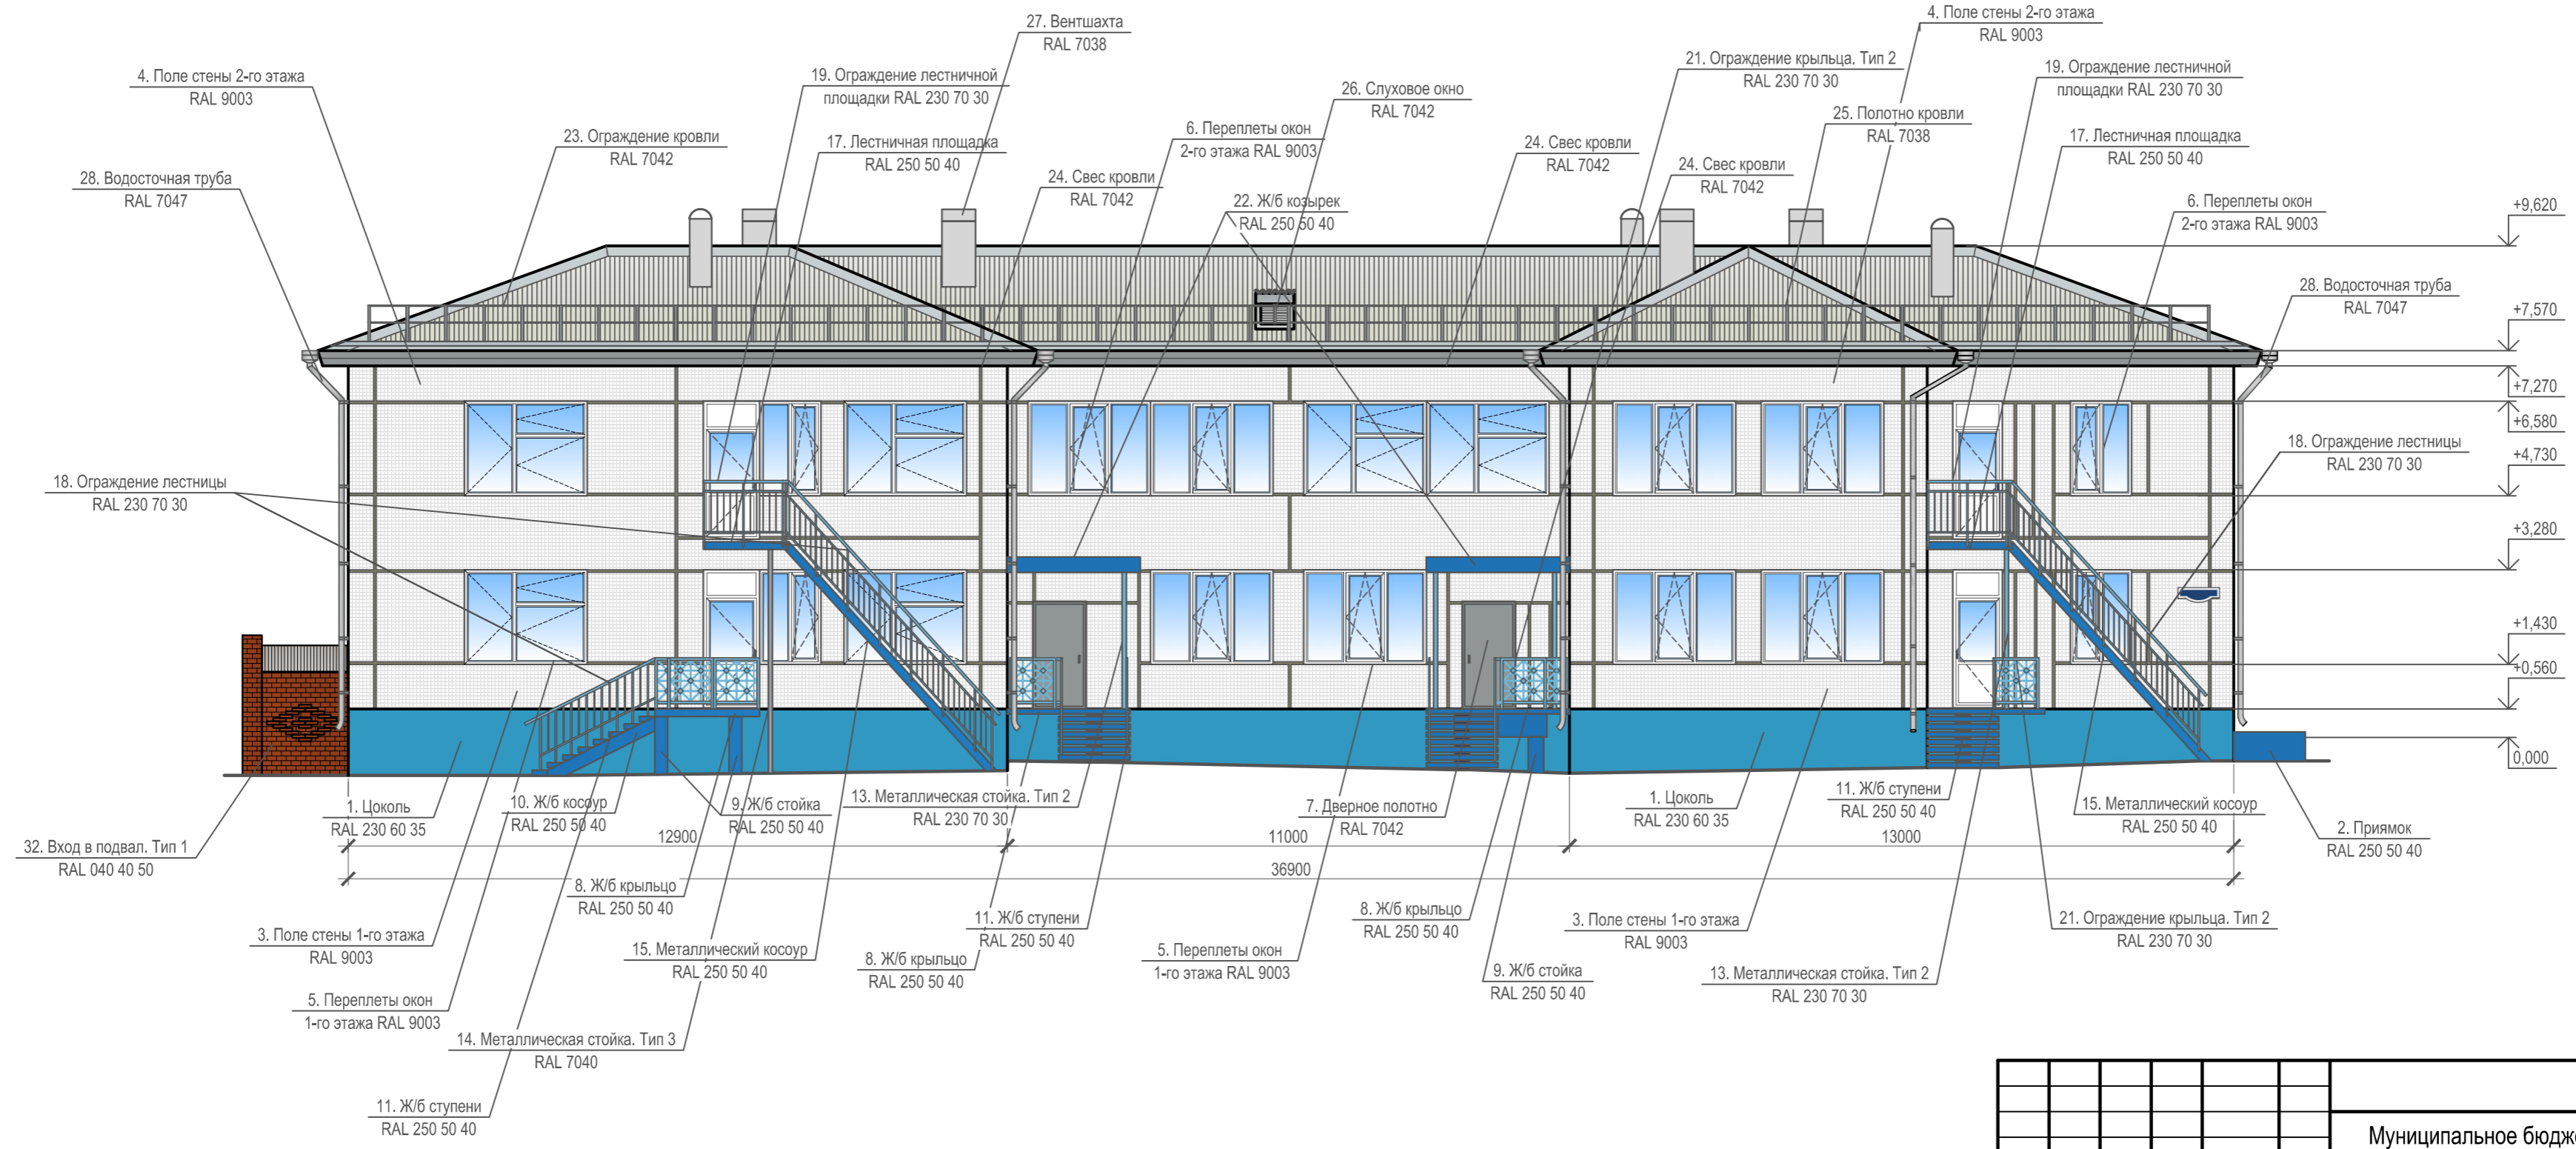 27. Вентшахта
RAL 7038
4. Поле стены 2-го этажа
RAL 9003
4. Поле стены 2-го этажа
RAL 9003
19. Ограждение лестничной
площадки RAL 230 70 30
26. Слуховое окно
RAL 7042
21. Ограждение крыльца. Тип 2
RAL 230 70 30
19. Ограждение лестничной
площадки RAL 230 70 30
23. Ограждение кровли
RAL 7042
17. Лестничная площадка
RAL 250 50 40
6. Переплеты окон
2-го этажа RAL 9003
24. Свес кровли
RAL 7042
25. Полотно кровли
RAL 7038
17. Лестничная площадка
RAL 250 50 40
28. Водосточная труба
RAL 7047
24. Свес кровли
RAL 7042
22. Ж/б козырек
RAL 250 50 40
24. Свес кровли
RAL 7042
6. Переплеты окон
2-го этажа RAL 9003
+9,620
28. Водосточная труба
RAL 7047
+7,570
+7,270
+6,580
18. Ограждение лестницы
RAL 230 70 30
+4,730
18. Ограждение лестницы
RAL 230 70 30
+3,280
+1,430
+0,560
0,000
1. Цоколь
RAL 230 60 35
10. Ж/б косоур
RAL 250 50 40
9. Ж/б стойка
RAL 250 50 40
13. Металлическая стойка. Тип 2
RAL 230 70 30
7. Дверное полотно
RAL 7042
1. Цоколь
RAL 230 60 35
11. Ж/б ступени
RAL 250 50 40
15. Металлический косоур
RAL 250 50 40
2. Приямок
RAL 250 50 40
32. Вход в подвал. Тип 1
RAL 040 40 50
12900
11000
13000
36900
8. Ж/б крыльцо
RAL 250 50 40
11. Ж/б ступени
RAL 250 50 40
8. Ж/б крыльцо
RAL 250 50 40
3. Поле стены 1-го этажа
RAL 9003
21. Ограждение крыльца. Тип 2
RAL 230 70 30
3. Поле стены 1-го этажа
RAL 9003
15. Металлический косоур
RAL 250 50 40
8. Ж/б крыльцо
RAL 250 50 40
5. Переплеты окон
1-го этажа RAL 9003
9. Ж/б стойка
RAL 250 50 40
13. Металлическая стойка. Тип 2
RAL 230 70 30
5. Переплеты окон
1-го этажа RAL 9003
14. Металлическая стойка. Тип 3
RAL 7040
11. Ж/б ступени
RAL 250 50 40
Муниципальное